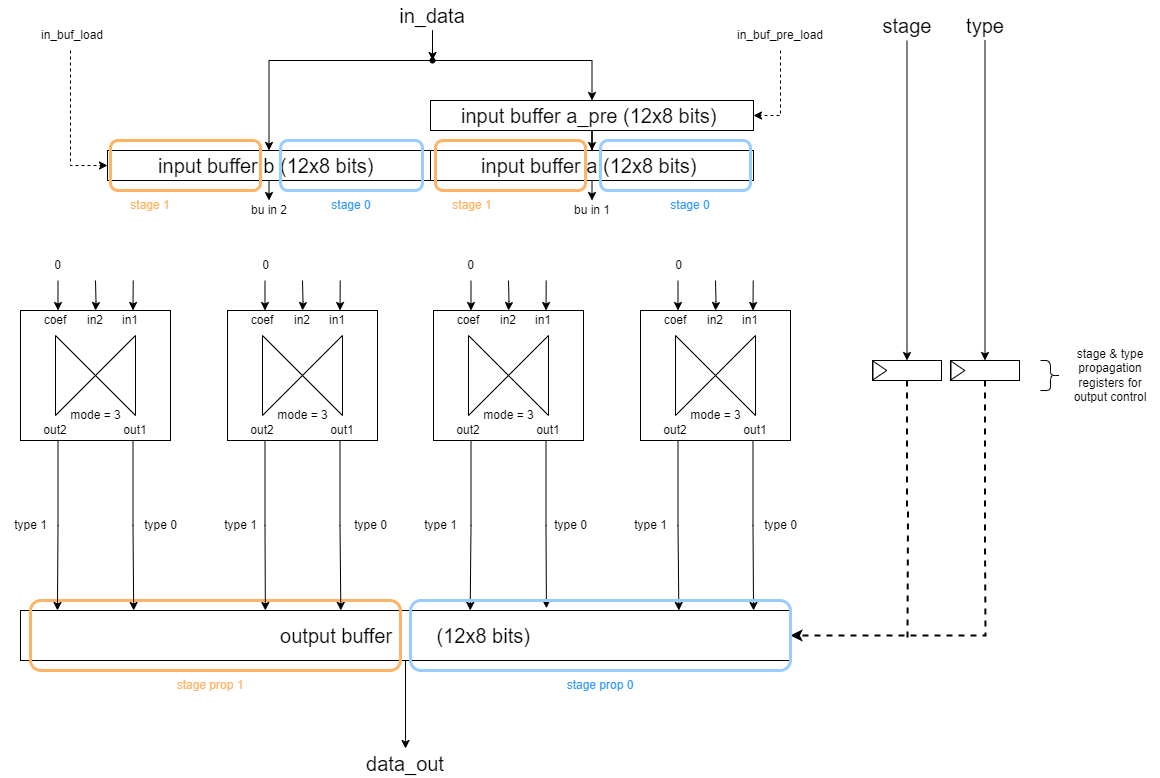 in_data
stage
type
in_buf_load
in_buf_pre_load
input buffer a_pre (12x8 bits)
input buffer b (12x8 bits)
input buffer a (12x8 bits)
stage 1
stage 0
stage 1
stage 0
bu in 2
bu in 1
0
0
0
0
coef in2 in1
coef in2 in1
coef in2 in1
coef in2 in1
stage & type
propagation
registers for
output control
mode = 3
mode = 3
mode = 3
mode = 3
out2 out1
out2 out1
out2 out1
out2 out1
type 1
type 0
type 1
type 0
type 1
type 0
type 1
type 0
output buffer (12x8 bits)
stage prop 1
stage prop 0
data_out